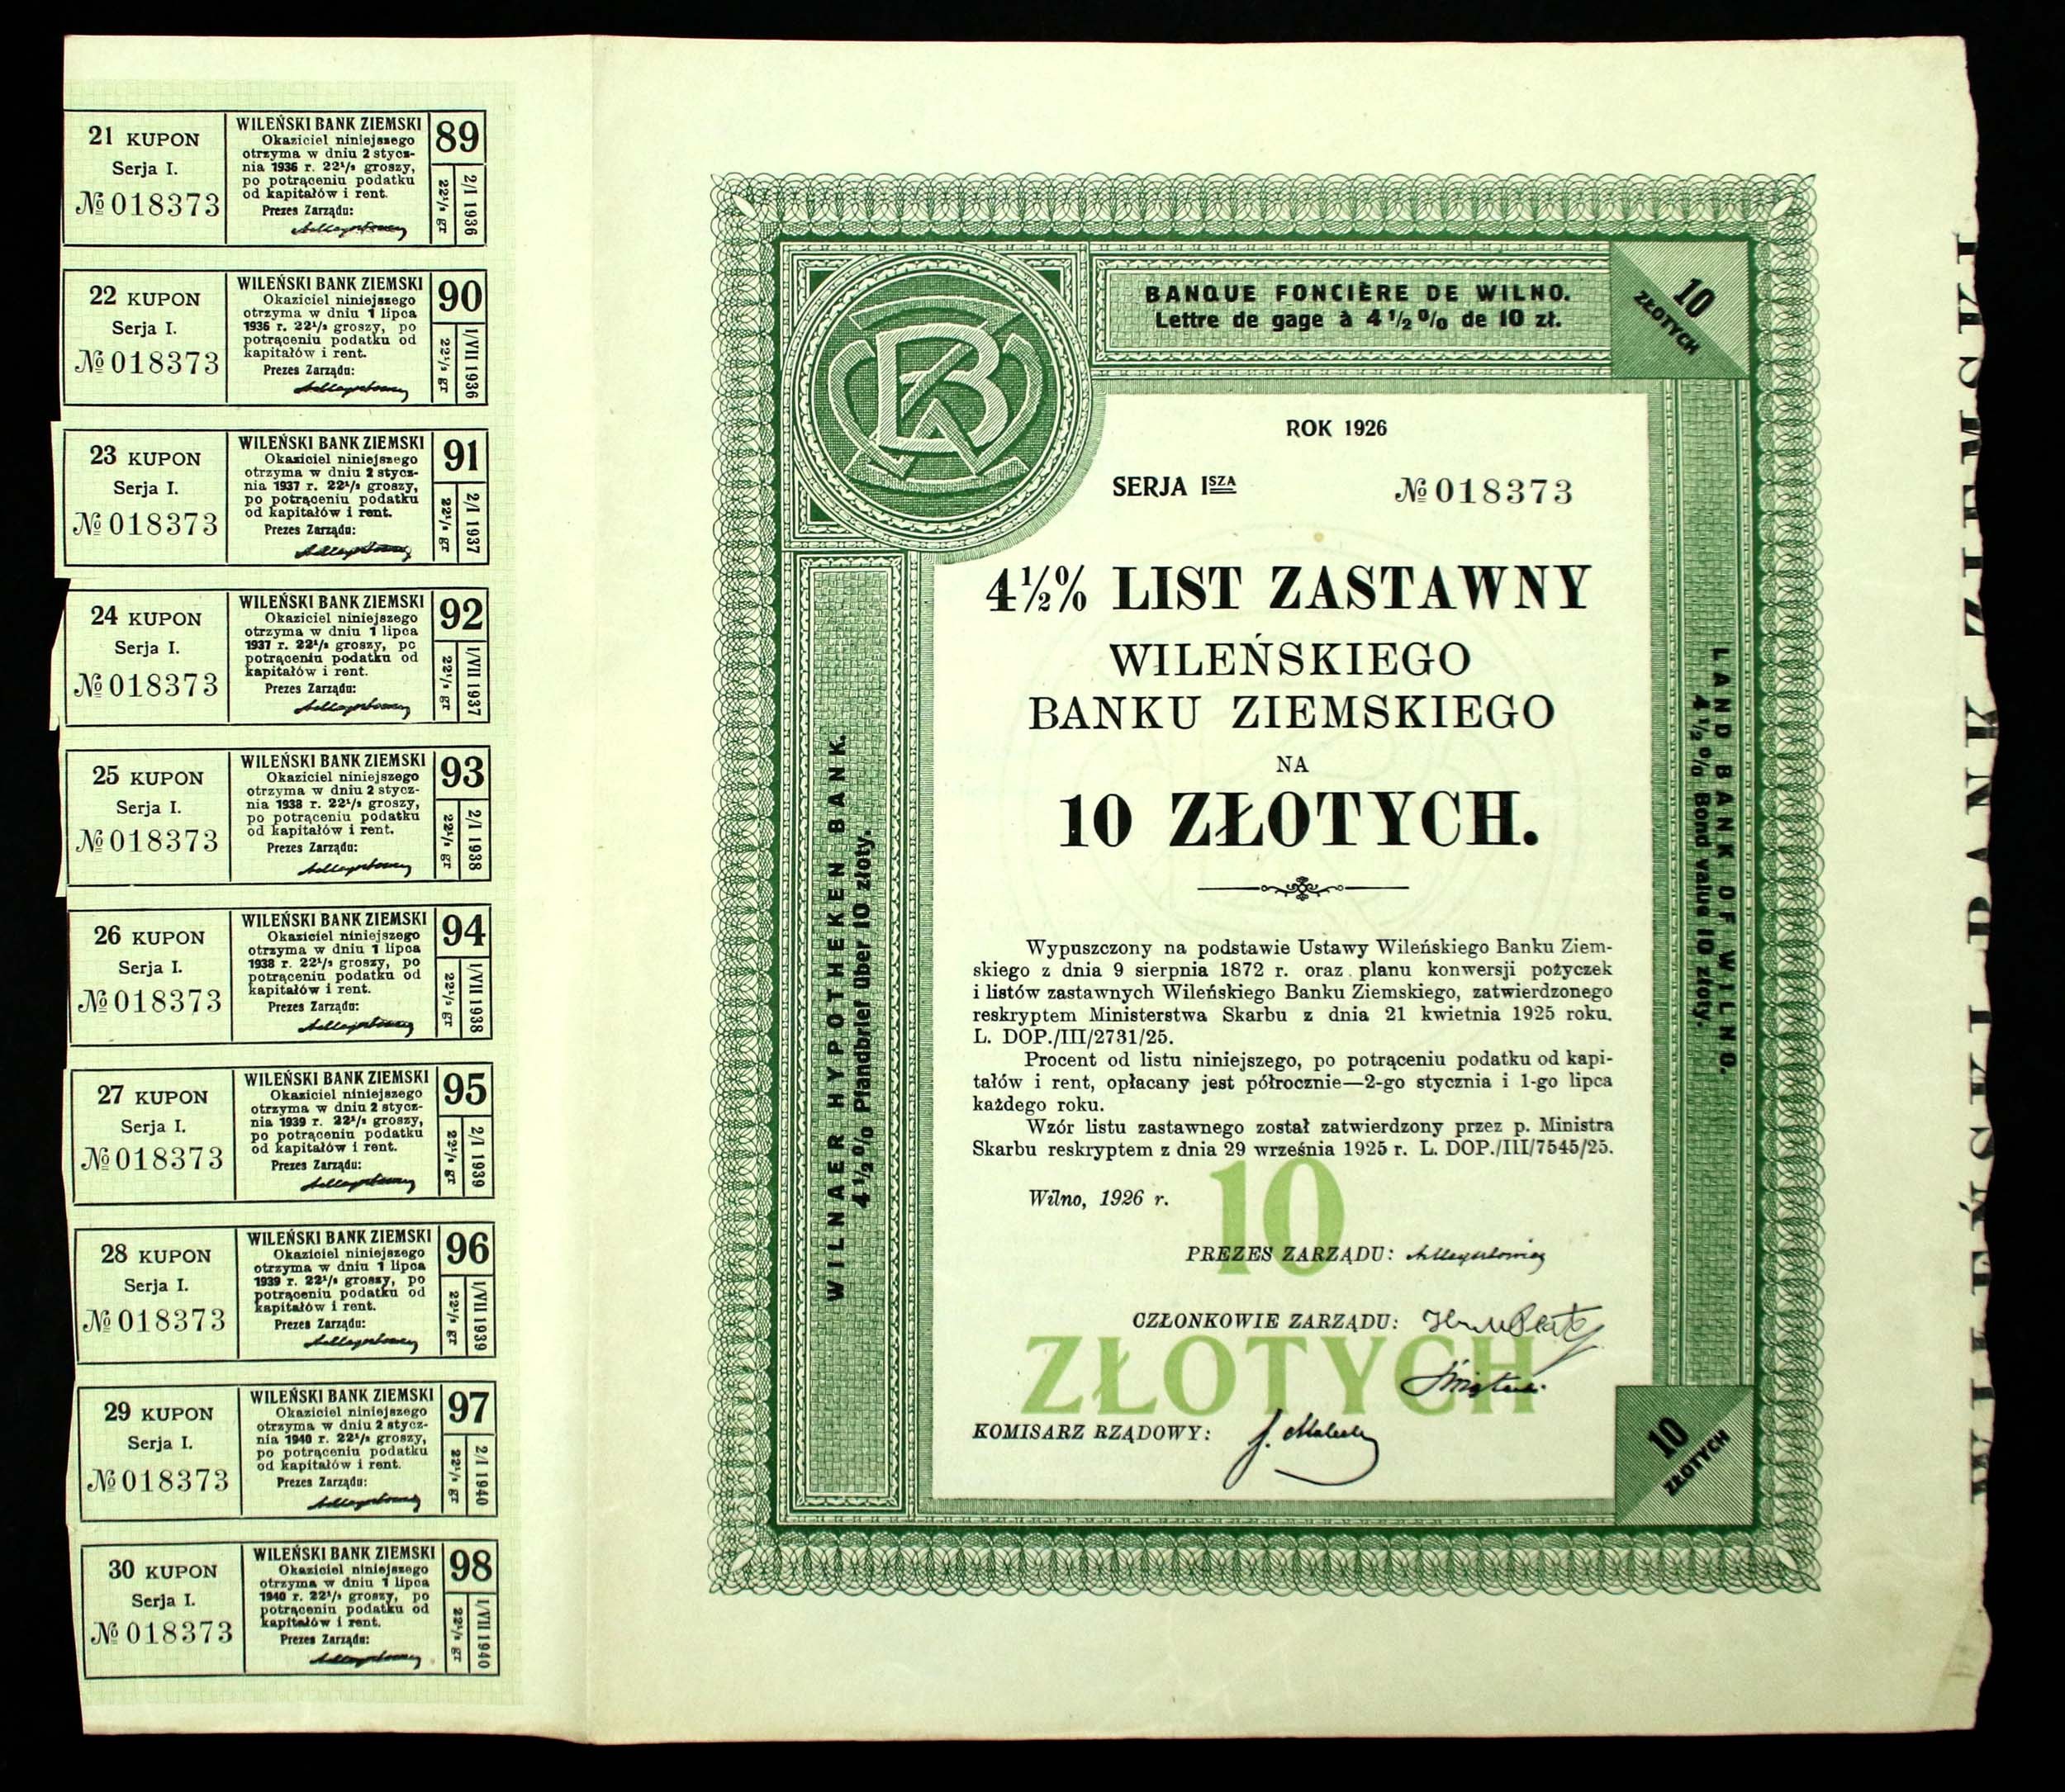 21 KUPON
Serja I.
№ 018373
WILEŃSKI BANK ZIEMSKI
Okaziciel niniejszego
otrzyma w dniu 2 stycz-
nia 1936 r. 22½ groszy,
po potrąceniu podatku
od kapitałów i rent.
Prezes Zarządu:
89
22½ gr
2/I 1936
22 KUPON
Serja I.
№ 018373
WILEŃSKI BANK ZIEMSKI
Okaziciel niniejszego
otrzyma w dniu 1 lipca
1936 r. 22½ groszy, po
potrąceniu podatku od
kapitałów i rent.
Prezes Zarządu:
90
22½ gr
1/VII 1936
23 KUPON
Serja I.
№ 018373
WILEŃSKI BANK ZIEMSKI
Okaziciel niniejszego
otrzyma w dniu 2 stycz-
nia 1937 r. 22½ groszy,
po potrąceniu podatku
od kapitałów i rent.
Prezes Zarządu:
91
22½ gr
2/I 1937
24 KUPON
Serja I.
№ 018373
WILEŃSKI BANK ZIEMSKI
Okaziciel niniejszego
otrzyma w dniu 1 lipca
1937 r. 22½ groszy, po
potrąceniu podatku od
kapitałów i rent.
Prezes Zarządu:
92
22½ gr
1/VII 1937
25 KUPON
Serja I.
№ 018373
WILEŃSKI BANK ZIEMSKI
Okaziciel niniejszego
otrzyma w dniu 2 stycz-
nia 1938 r. 22½ groszy,
po potrąceniu podatku
od kapitałów i rent.
Prezes Zarządu:
93
22½ gr
2/I 1938
26 KUPON
Serja I.
№ 018373
WILEŃSKI BANK ZIEMSKI
Okaziciel niniejszego
otrzyma w dniu 1 lipca
1938 r. 22½ groszy, po
potrąceniu podatku od
kapitałów i rent.
Prezes Zarządu:
94
22½ gr
1/VII 1938
27 KUPON
Serja I.
№ 018373
WILEŃSKI BANK ZIEMSKI
Okaziciel niniejszego
otrzyma w dniu 2 stycz-
nia 1939 r. 22½ groszy,
po potrąceniu podatku
od kapitałów i rent.
Prezes Zarządu:
95
22½ gr
2/I 1939
28 KUPON
Serja I.
№ 018373
WILEŃSKI BANK ZIEMSKI
Okaziciel niniejszego
otrzyma w dniu 1 lipca
1939 r. 22½ groszy, po
potrąceniu podatku od
kapitałów i rent.
Prezes Zarządu:
96
22½ gr
1/VII 1939
29 KUPON
Serja I.
№ 018373
WILEŃSKI BANK ZIEMSKI
Okaziciel niniejszego
otrzyma w dniu 2 stycz-
nia 1940 r. 22½ groszy,
po potrąceniu podatku
od kapitałów i rent.
Prezes Zarządu:
97
22½ gr
2/I 1940
30 KUPON
Serja I.
№ 018373
WILEŃSKI BANK ZIEMSKI
Okaziciel niniejszego
otrzyma w dniu 1 lipca
1940 r. 22½ groszy, po
potrąceniu podatku od
kapitałów i rent.
Prezes Zarządu:
98
22½ gr
1/VII 1940
BANQUE FONCIÈRE DE WILNO.
Lettre de gage à 4½% de 10 zł.
10
ZŁOTYCH
WILNAER HYPOTHEKEN BANK.
4½% Pfandbrief über 10 złoty.
LAND BANK OF WILNO.
4½% Bond value 10 złoty.
ROK 1926
SERJA ISZA
№ 018373
4½% LIST ZASTAWNY
WILEŃSKIEGO
BANKU ZIEMSKIEGO
NA
10 ZŁOTYCH.
Wypuszczony na podstawie Ustawy Wileńskiego Banku Ziem-
skiego z dnia 9 sierpnia 1872 r. oraz planu konwersji pożyczek
i listów zastawnych Wileńskiego Banku Ziemskiego, zatwierdzonego
reskryptem Ministerstwa Skarbu z dnia 21 kwietnia 1925 roku.
L. DOP./III/2731/25.
Procent od listu niniejszego, po potrąceniu podatku od kapi-
tałów i rent, opłacany jest półrocznie—2-go stycznia i 1-go lipca
każdego roku.
Wzór listu zastawnego został zatwierdzony przez p. Ministra
Skarbu reskryptem z dnia 29 września 1925 r. L. DOP./III/7545/25.
Wilno, 1926 r.
10
ZŁOTYCH
PREZES ZARZĄDU:
CZŁONKOWIE ZARZĄDU:
KOMISARZ RZĄDOWY:
10
ZŁOTYCH